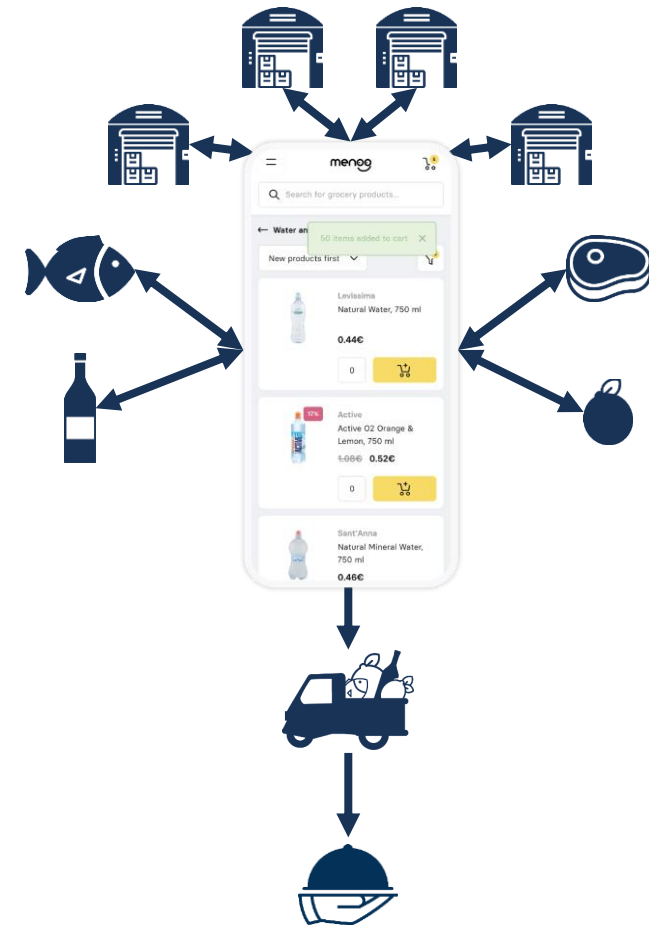 menog
Search for grocery products...
← Water an
50 items added to cart ×
New products first
Levissima
Natural Water, 750 ml
0.44€
0
17%
Active
Active O2 Orange &
Lemon, 750 ml
1.08€ 0.52€
0
ACTIVE
Sant'Anna
Natural Mineral Water,
750 ml
0.46€